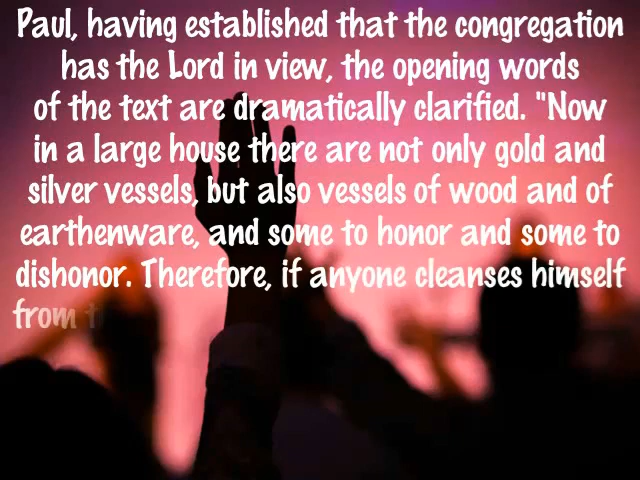 Paul, having established that the congregation
has the Lord in view, the opening words
of the text are dramatically clarified. "Now
in a large house there are not only gold and
silver vessels, but also vessels of wood and of
earthenware, and some to honor and some to
dishonor. Therefore, if anyone cleanses himself
from